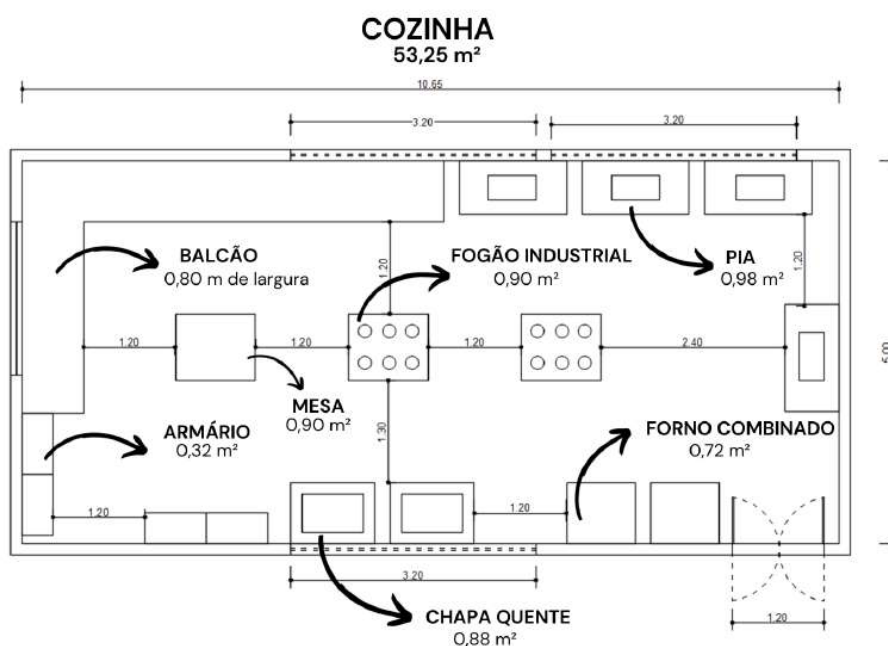 COZINHA
53,25 m²
10.65
3.20
3.20
BALCÃO
0,80 m de largura
1.20
FOGÃO INDUSTRIAL
0,90 m²
PIA
0,98 m²
1.20
1.20
1.20
1.20
2.40
5.00
MESA
0,90 m²
ARMÁRIO
0,32 m²
1.30
FORNO COMBINADO
0,72 m²
1.20
1.20
3.20
CHAPA QUENTE
0,88 m²
1.20